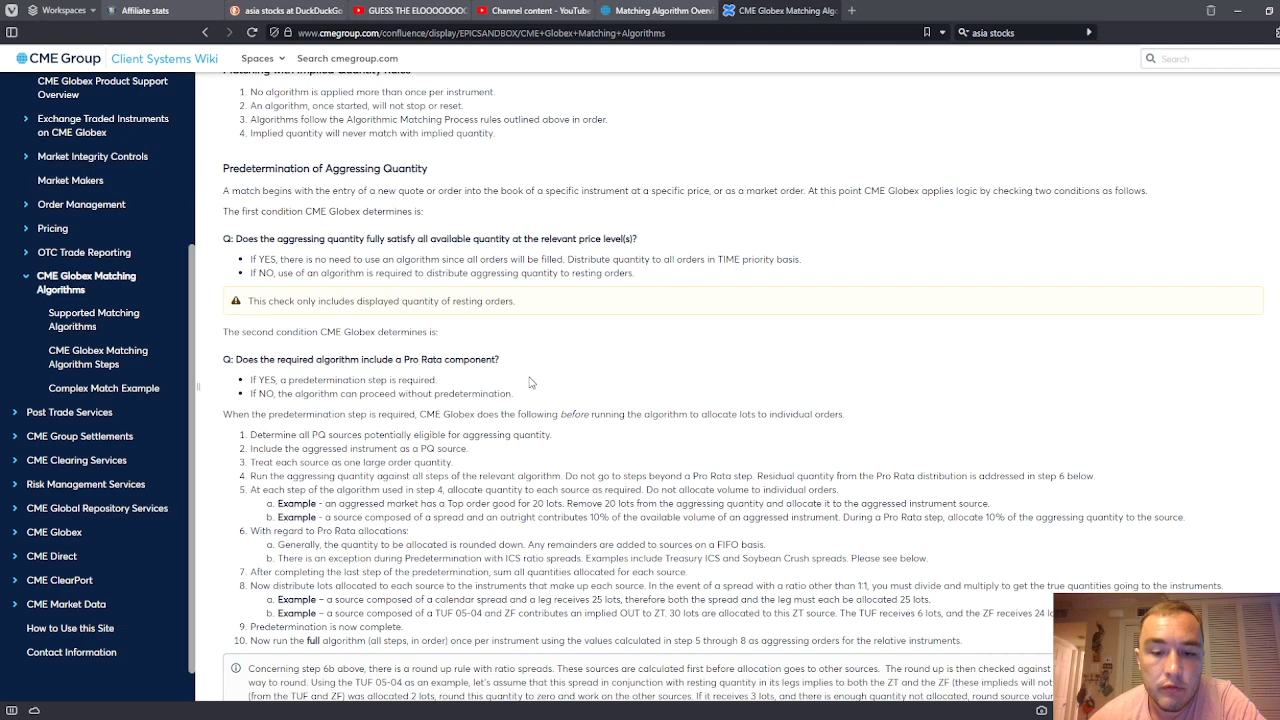 Workspaces
Affiliate stats
asia stocks at DuckDuckGo
GUESS THE ELOOOOOOO
Channel content - YouTube
Matching Algorithm Overvi
CME Globex Matching Algo
www.cmegroup.com/confluence/display/EPICSANDBOX/CME+Globex+Matching+Algorithms
asia stocks
CME Group
Client Systems Wiki
Spaces
Search cmegroup.com
Search
CME Globex Product Support
Overview
Exchange Traded Instruments
on CME Globex
Market Integrity Controls
Market Makers
Order Management
Pricing
OTC Trade Reporting
CME Globex Matching
Algorithms
Supported Matching
Algorithms
CME Globex Matching
Algorithm Steps
Complex Match Example
Post Trade Services
CME Group Settlements
CME Clearing Services
Risk Management Services
CME Global Repository Services
CME Globex
CME Direct
CME ClearPort
CME Market Data
How to Use this Site
Contact Information
Matching with Implied Quantity Rules
1. No algorithm is applied more than once per instrument.
2. An algorithm, once started, will not stop or reset.
3. Algorithms follow the Algorithmic Matching Process rules outlined above in order.
4. Implied quantity will never match with implied quantity.
Predetermination of Aggressing Quantity
A match begins with the entry of a new quote or order into the book of a specific instrument at a specific price, or as a market order. At this point CME Globex applies logic by checking two conditions as follows.
The first condition CME Globex determines is:
Q: Does the aggressing quantity fully satisfy all available quantity at the relevant price level(s)?
• If YES, there is no need to use an algorithm since all orders will be filled. Distribute quantity to all orders in TIME priority basis.
• If NO, use of an algorithm is required to distribute aggressing quantity to resting orders.
This check only includes displayed quantity of resting orders.
The second condition CME Globex determines is:
Q: Does the required algorithm include a Pro Rata component?
• If YES, a predetermination step is required.
• If NO, the algorithm can proceed without predetermination.
When the predetermination step is required, CME Globex does the following before running the algorithm to allocate lots to individual orders.
1. Determine all PQ sources potentially eligible for aggressing quantity.
2. Include the aggressed instrument as a PQ source.
3. Treat each source as one large order quantity.
4. Run the aggressing quantity against all steps of the relevant algorithm. Do not go to steps beyond a Pro Rata step. Residual quantity from the Pro Rata distribution is addressed in step 6 below.
5. At each step of the algorithm used in step 4, allocate quantity to each source as required. Do not allocate volume to individual orders.
a. Example - an aggressed market has a Top order good for 20 lots. Remove 20 lots from the aggressing quantity and allocate it to the aggressed instrument source.
b. Example - a source composed of a spread and an outright contributes 10% of the available volume of an aggressed instrument. During a Pro Rata step, allocate 10% of the aggressing quantity to the source.
6. With regard to Pro Rata allocations:
a. Generally, the quantity to be allocated is rounded down. Any remainders are added to sources on a FIFO basis.
b. There is an exception during Predetermination with ICS ratio spreads. Examples include Treasury ICS and Soybean Crush spreads. Please see below.
7. After completing the last step of the predetermination, sum all quantities allocated for each source.
8. Now distribute lots allocated to each source to the instruments that make up each source. In the event of a spread with a ratio other than 1:1, you must divide and multiply to get the true quantities going to the instruments.
a. Example – a source composed of a calendar spread and a leg receives 25 lots, therefore both the spread and the leg must each be allocated 25 lots.
b. Example – a source composed of a TUF 05-04 and ZF contributes an implied OUT to ZT. 30 lots are allocated to this ZT source. The TUF receives 6 lots, and the ZF receives 24 lo
9. Predetermination is now complete.
10. Now run the full algorithm (all steps, in order) once per instrument using the values calculated in step 5 through 8 as aggressing orders for the relative instruments.
Concerning step 6b above, there is a round up rule with ratio spreads. These sources are calculated first before allocation goes to other sources. The round up is then checked against
way to round. Using the TUF 05-04 as an example, let's assume that this spread in conjunction with resting quantity in its legs implies to both the ZT and the ZF (these implieds will not
(from the TUF and ZF) was allocated 2 lots, round this quantity to zero and work on the other sources. If it receives 3 lots, and there is enough quantity not allocated, round source volum